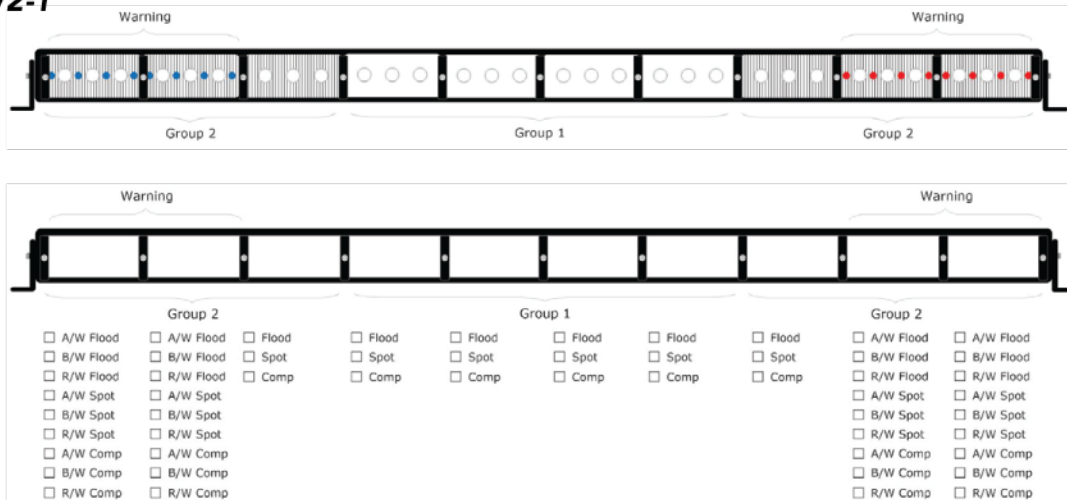 Warning Warning
Group 2 Group 1 Group 2
Warning Warning
Group 2 Group 1 Group 2
☐ A/W Flood ☐ A/W Flood ☐ Flood ☐ Flood ☐ Flood ☐ Flood ☐ Flood ☐ Flood ☐ A/W Flood ☐ A/W Flood
☐ B/W Flood ☐ B/W Flood ☐ Spot ☐ Spot ☐ Spot ☐ Spot ☐ Spot ☐ Spot ☐ B/W Flood ☐ B/W Flood
☐ R/W Flood ☐ R/W Flood ☐ Comp ☐ Comp ☐ Comp ☐ Comp ☐ Comp ☐ Comp ☐ R/W Flood ☐ R/W Flood
☐ A/W Spot ☐ A/W Spot ☐ A/W Spot ☐ A/W Spot
☐ B/W Spot ☐ B/W Spot ☐ B/W Spot ☐ B/W Spot
☐ R/W Spot ☐ R/W Spot ☐ R/W Spot ☐ R/W Spot
☐ A/W Comp ☐ A/W Comp ☐ A/W Comp ☐ A/W Comp
☐ B/W Comp ☐ B/W Comp ☐ B/W Comp ☐ B/W Comp
☐ R/W Comp ☐ R/W Comp ☐ R/W Comp ☐ R/W Comp